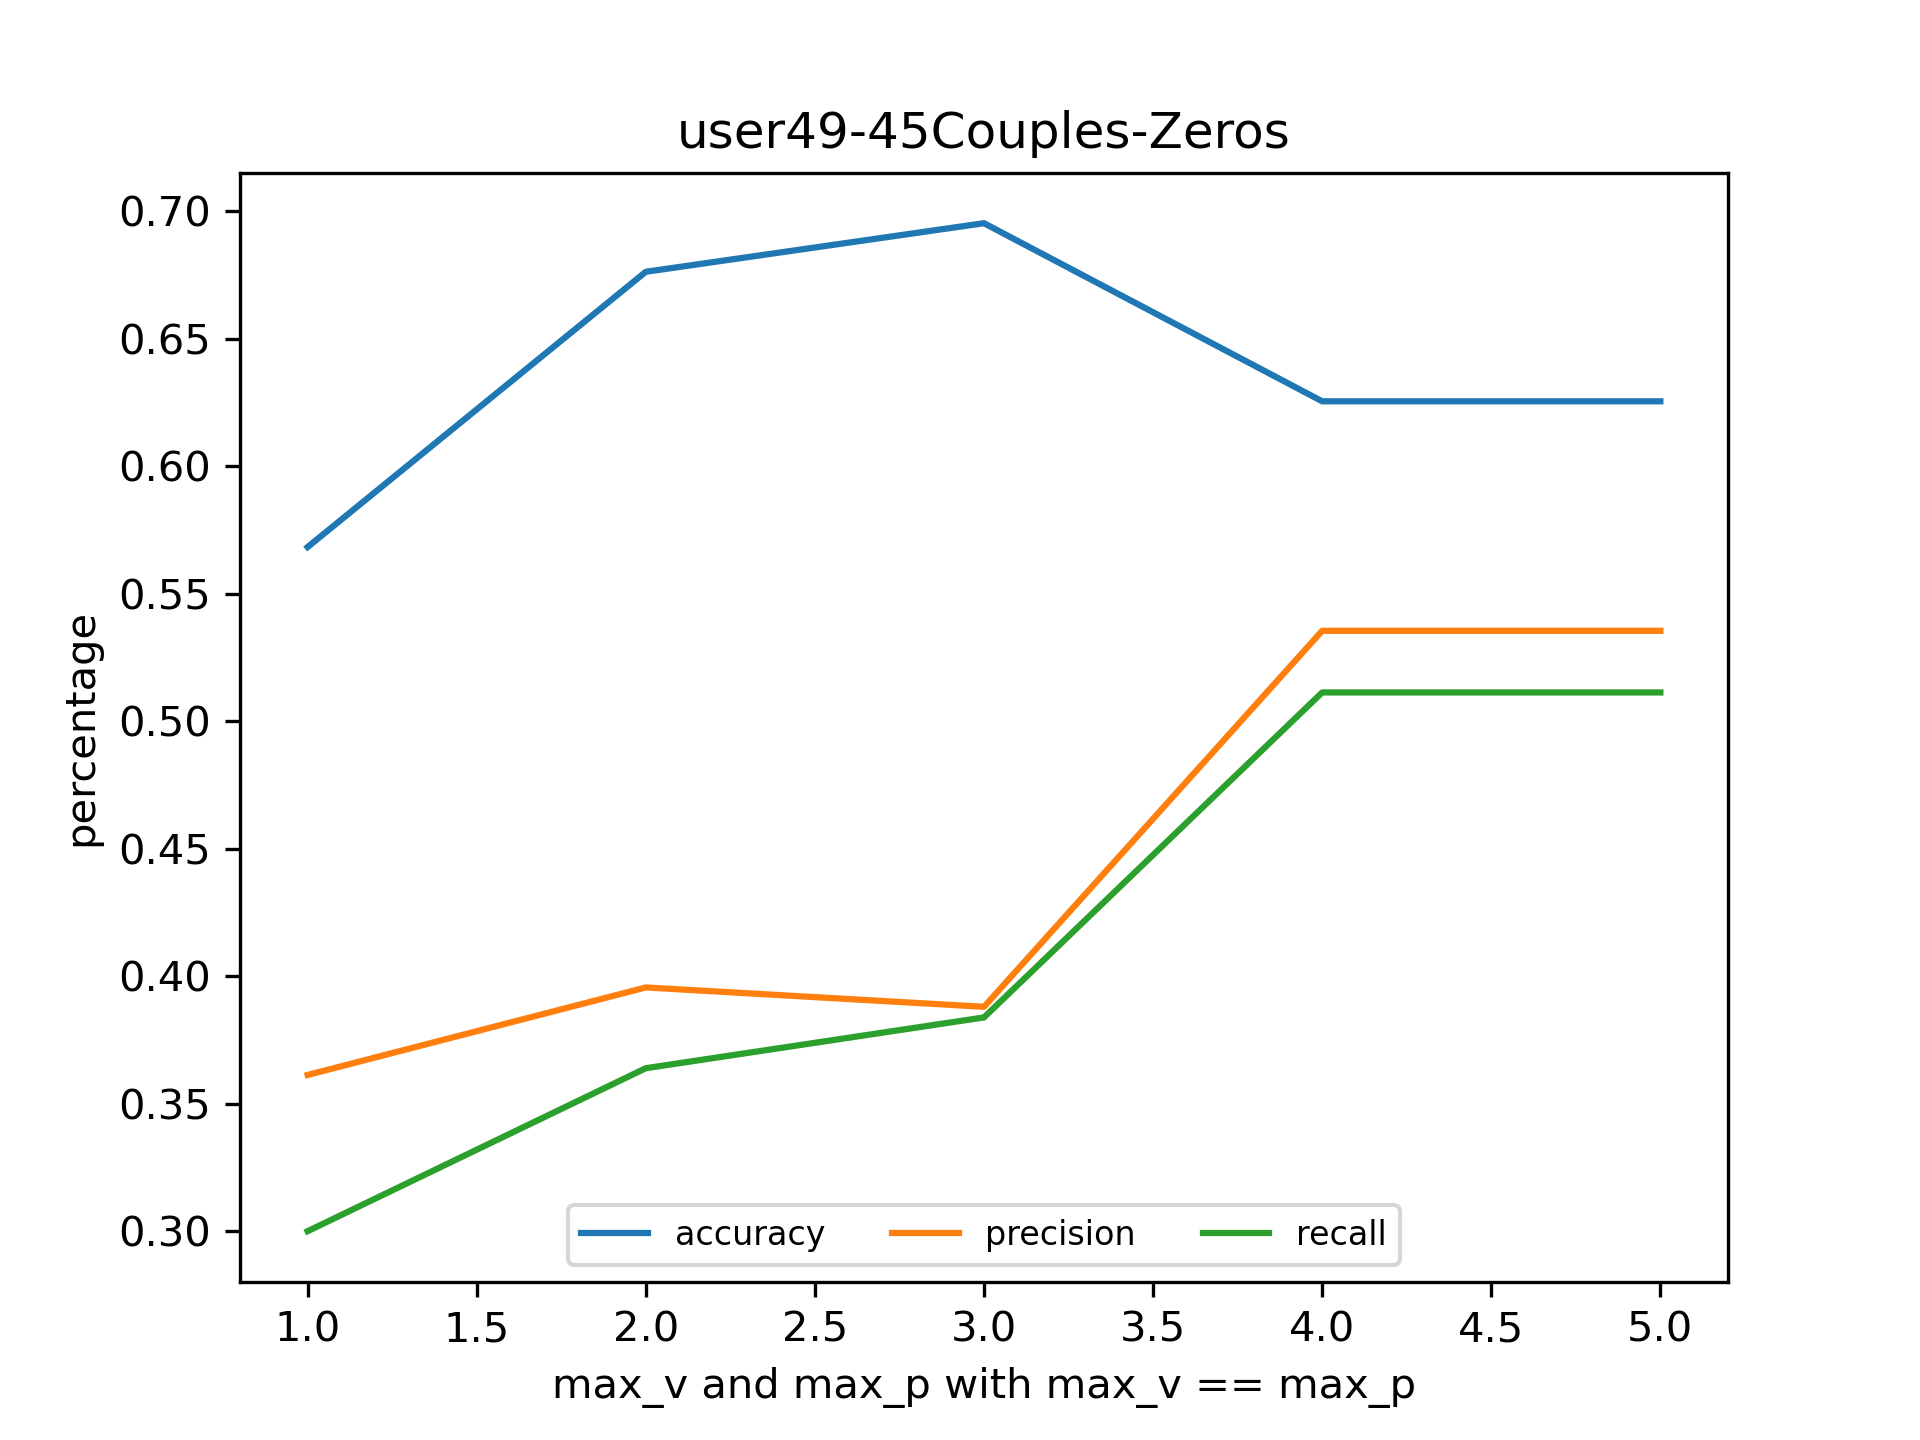 user49-45Couples-Zeros
0.70
0.65
0.60
0.55
0.50
0.45
0.40
0.35
0.30
percentage
accuracy precision recall
1.0 1.5 2.0 2.5 3.0 3.5 4.0 4.5 5.0
max_v and max_p with max_v == max_p